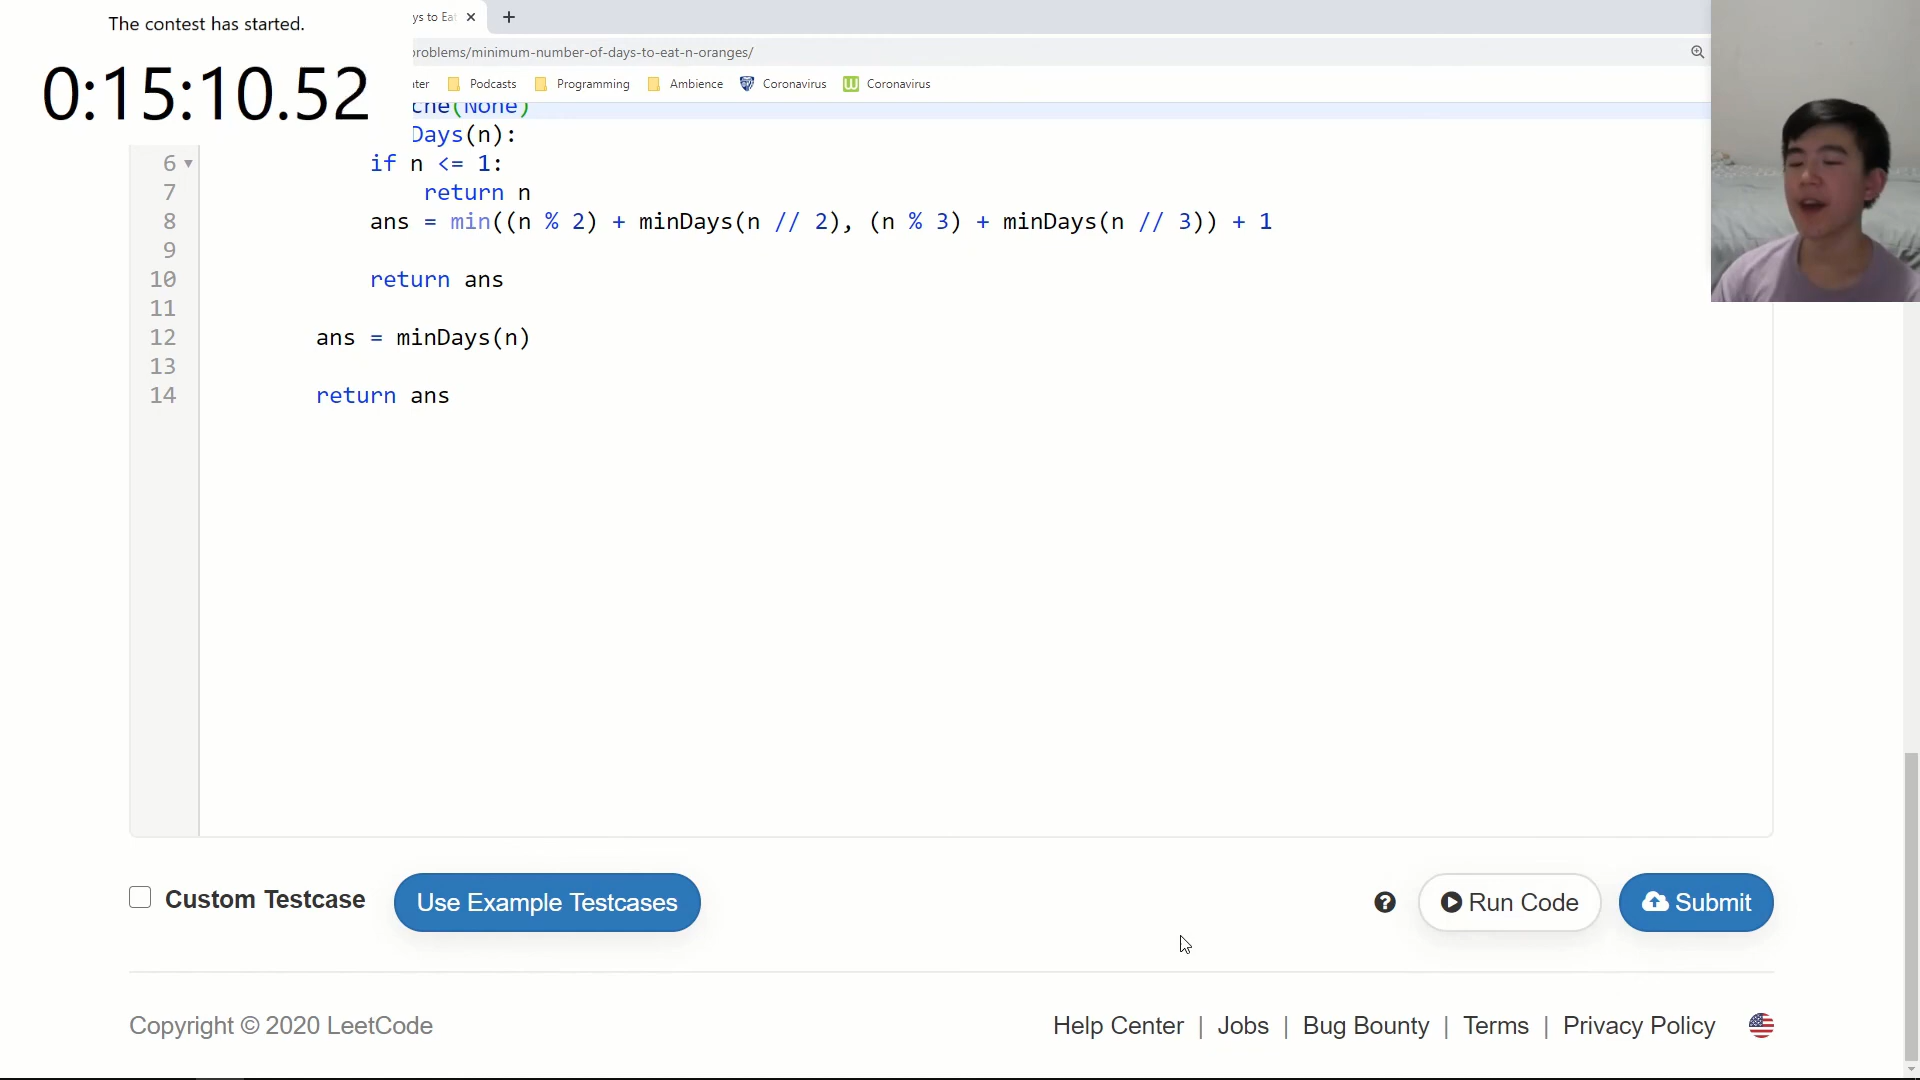 The contest has started.
0:15:10.52
ys to Eat
problems/minimum-number-of-days-to-eat-n-oranges/
ter Podcasts Programming Ambience Coronavirus Coronavirus
che(None)
Days(n):
6 if n <= 1:
7 return n
8 ans = min((n % 2) + minDays(n // 2), (n % 3) + minDays(n // 3)) + 1
9
10 return ans
11
12 ans = minDays(n)
13
14 return ans
Custom Testcase Use Example Testcases ? Run Code Submit
Copyright © 2020 LeetCode Help Center | Jobs | Bug Bounty | Terms | Privacy Policy